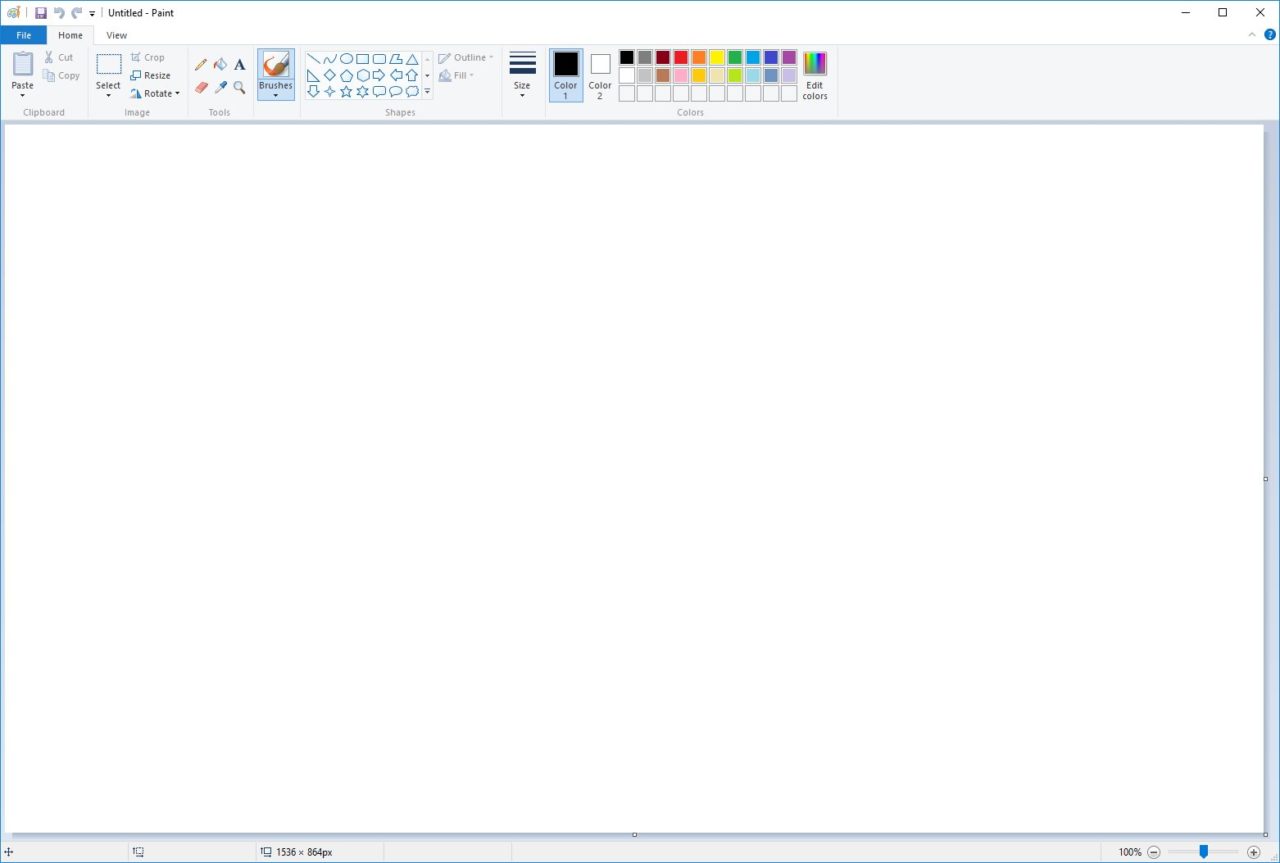 Untitled - Paint
File Home View
Paste
Cut
Copy
Clipboard
Select
Crop
Resize
Rotate
Image
A
Tools
Brushes
Outline
Fill
Shapes
Size
Color
1
Color
2
Edit
colors
Colors
1536 × 864px
100%